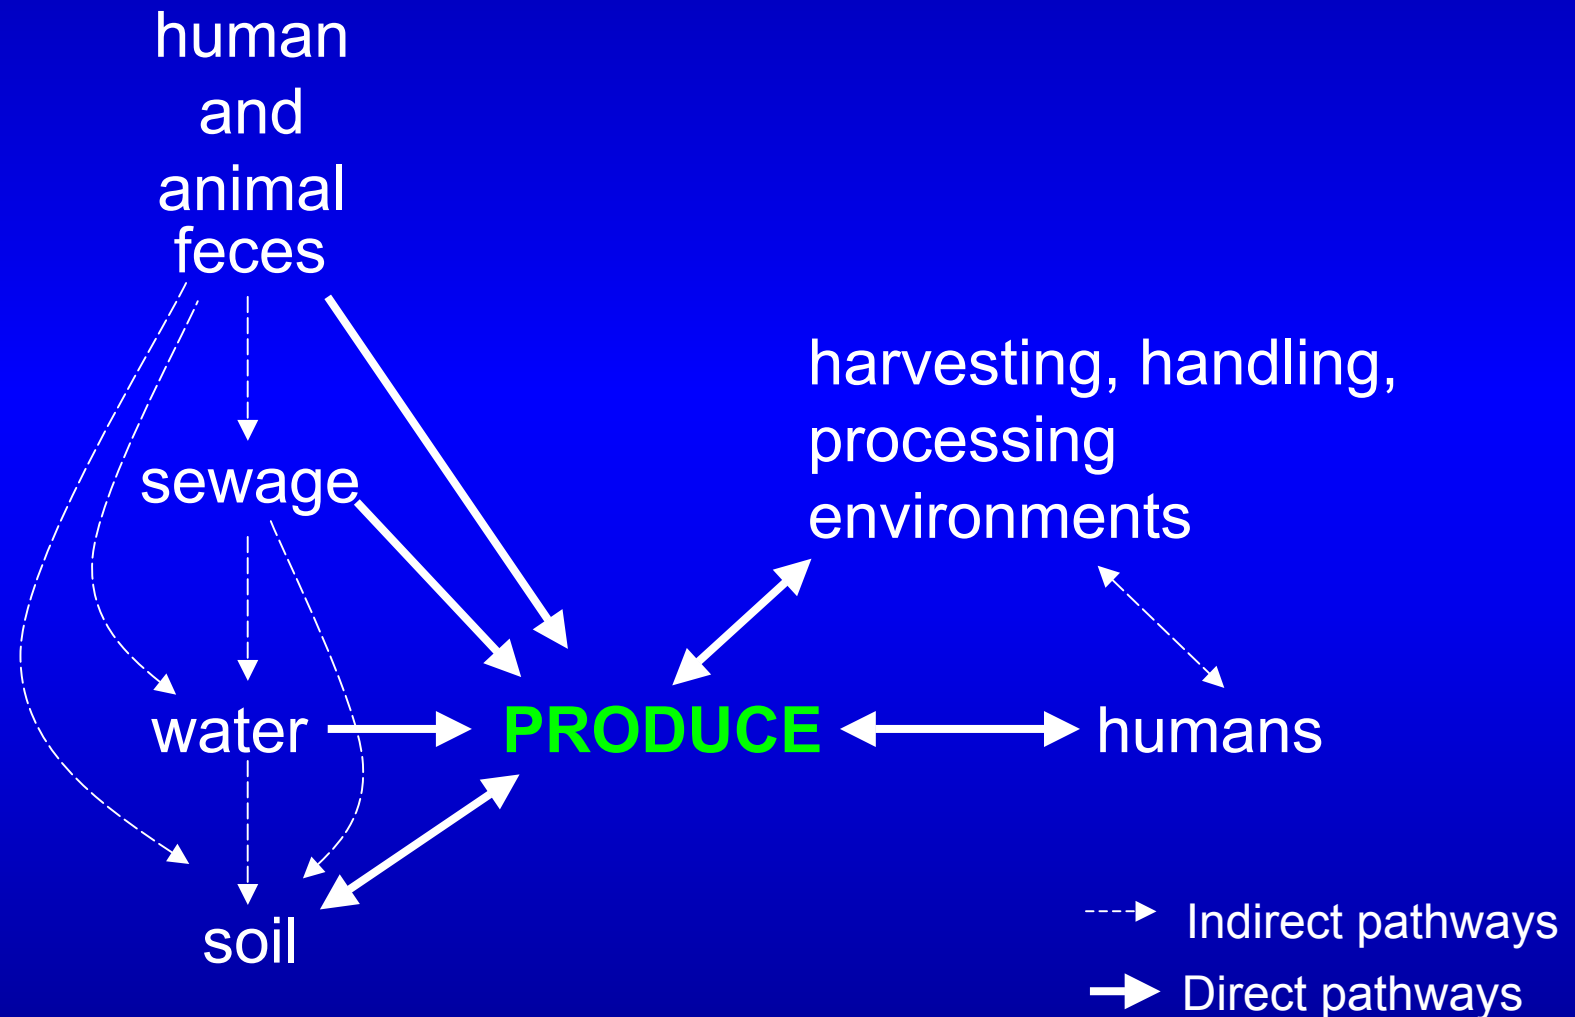 human
and
animal
feces
harvesting, handling,
processing
environments
sewage
water
PRODUCE
humans
soil
Indirect pathways
Direct pathways